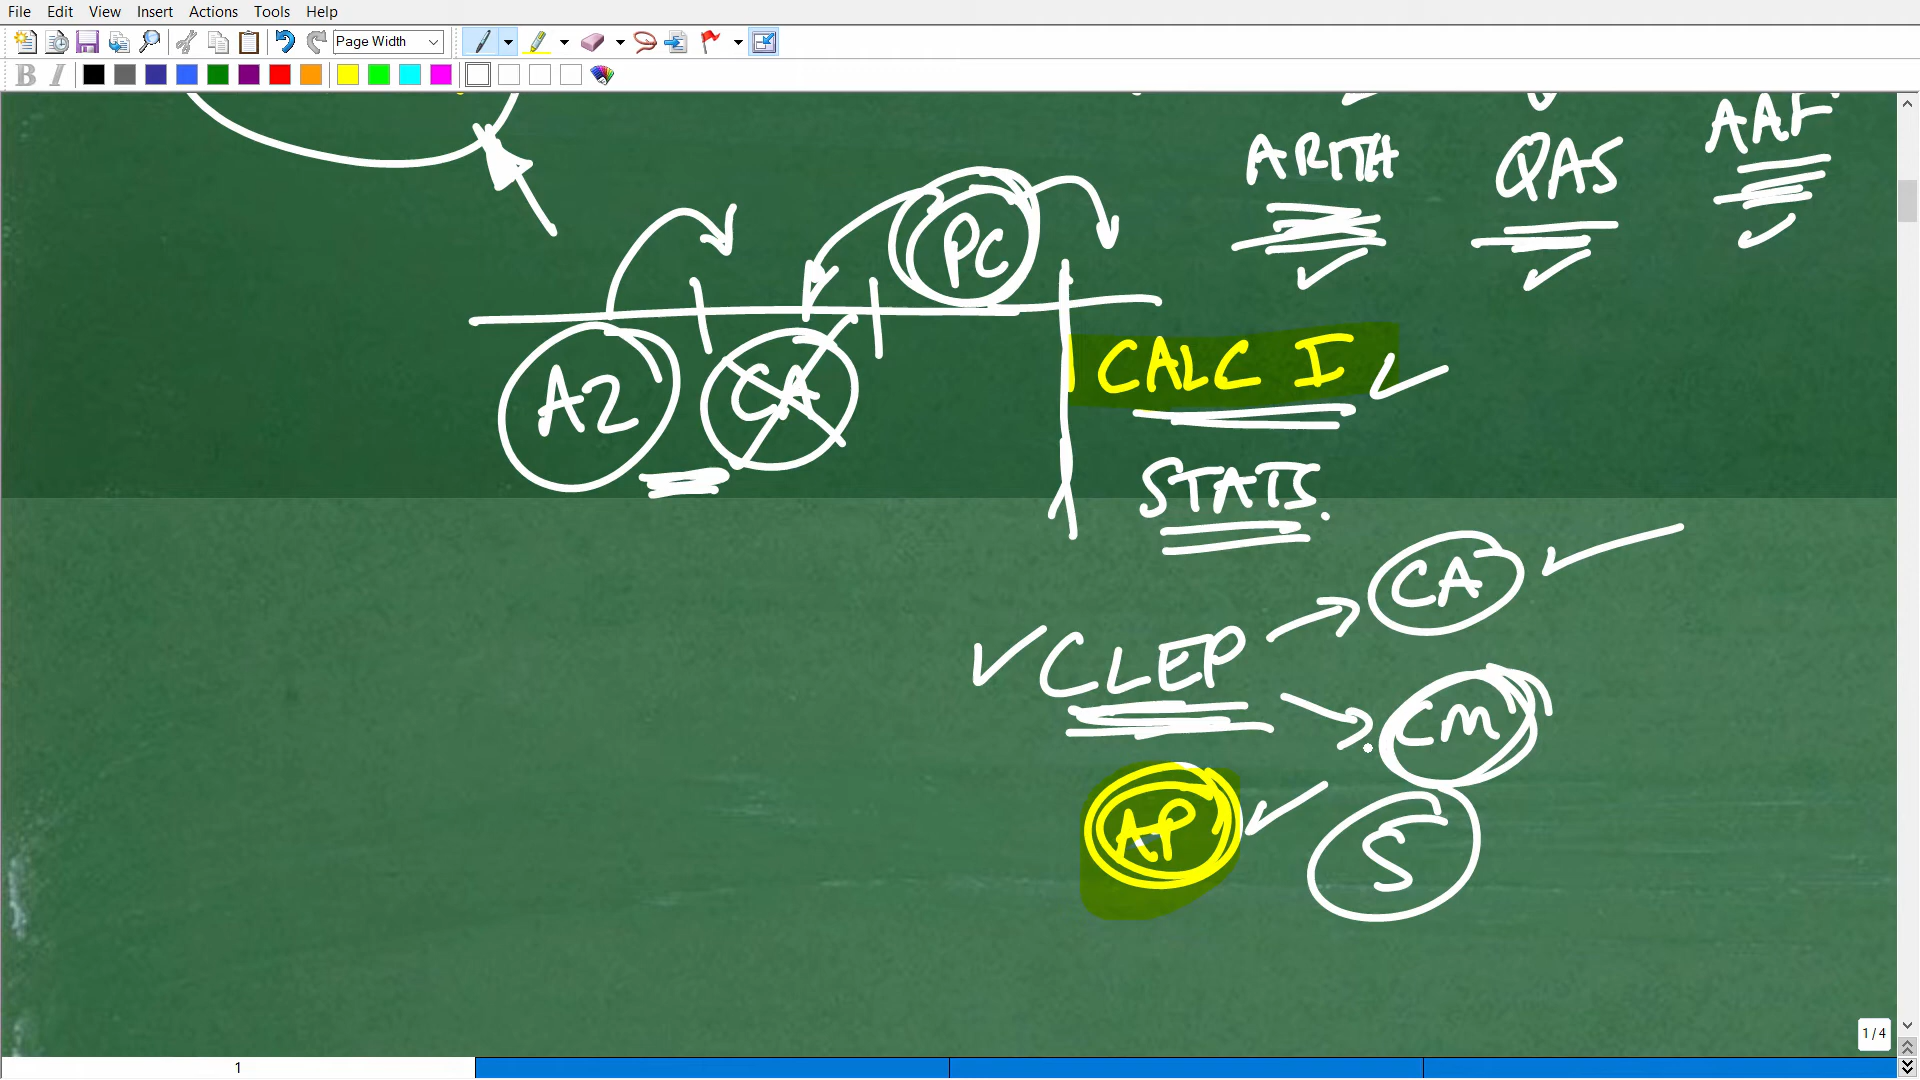 File Edit View Insert Actions Tools Help
Page Width
B I
ARITH QAS AAF
PC
A2 CA
CALC I
STATS.
CA
CLEP
CM
AP
S
1 / 4
1